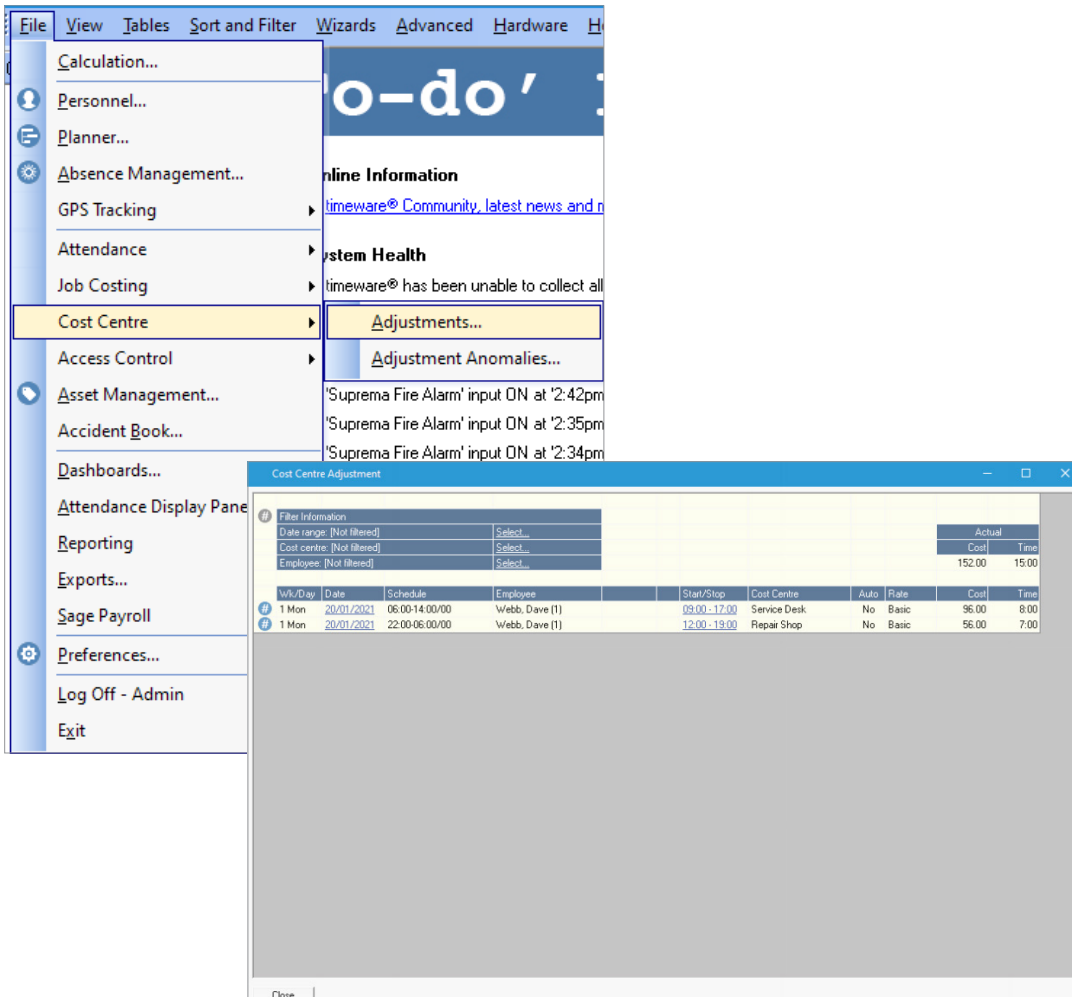 File View Tables Sort and Filter Wizards Advanced Hardware H
Calculation...
Personnel...
Planner...
Absence Management...
GPS Tracking
Attendance
Job Costing
Cost Centre
Access Control
Asset Management...
Accident Book...
Dashboards...
Attendance Display Pane
Reporting
Exports...
Sage Payroll
Preferences...
Log Off - Admin
Exit
o-do'
nline Information
timeware® Community, latest news and
stem Health
timeware® has been unable to collect all
Adjustments...
Adjustment Anomalies...
'Suprema Fire Alarm' input ON at '2:42pm
'Suprema Fire Alarm' input ON at '2:35pm
'Suprema Fire Alarm' input ON at '2:34pm
Cost Centre Adjustment
Filter Information
Date range: [Not filtered] Select... Actual
Cost centre: [Not filtered] Select... Cost Time
Employee: [Not filtered] Select... 152.00 15:00
Wk/Day Date Schedule Employee Start/Stop Cost Centre Auto Rate Cost Time
1 Mon 20/01/2021 06:00-14:00/00 Webb, Dave (1) 09:00 - 17:00 Service Desk No Basic 96.00 8:00
1 Mon 20/01/2021 22:00-06:00/00 Webb, Dave (1) 12:00 - 19:00 Repair Shop No Basic 56.00 7:00
Close